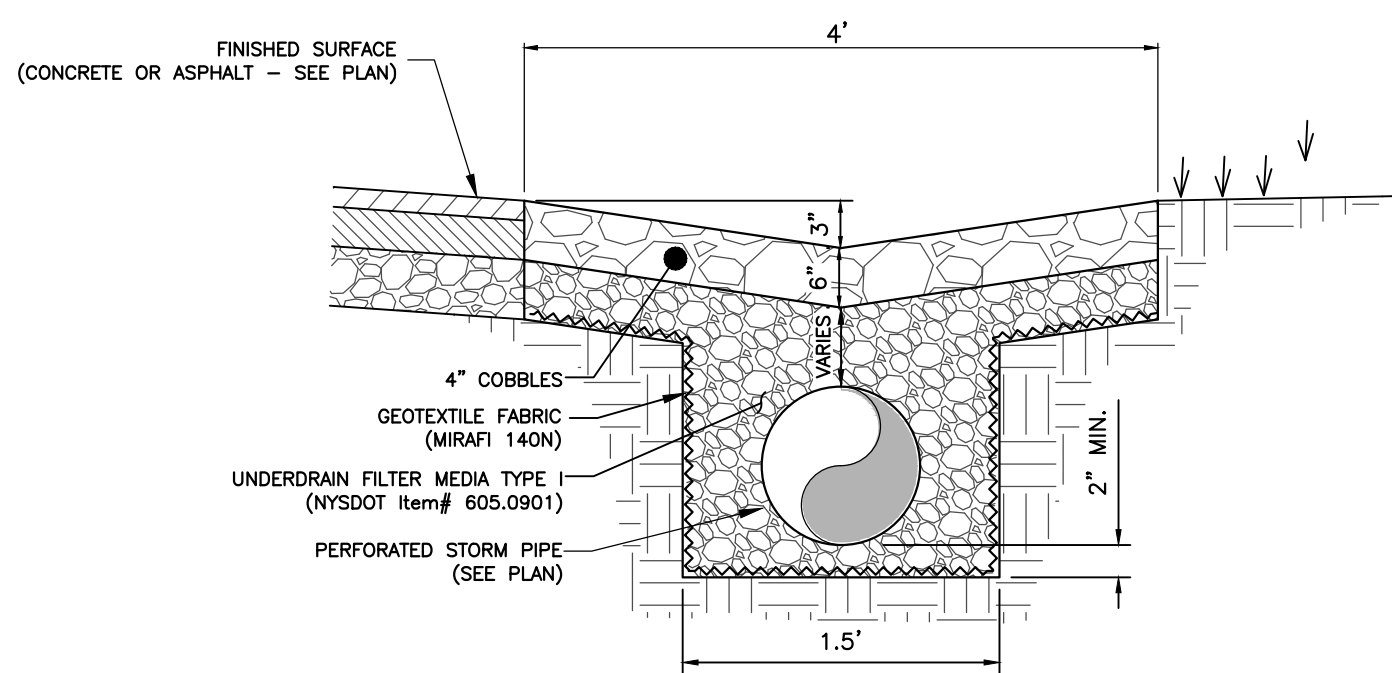 4'
FINISHED SURFACE
(CONCRETE OR ASPHALT – SEE PLAN)
3"
6"
VARIES
4" COBBLES
GEOTEXTILE FABRIC
(MIRAFI 140N)
UNDERDRAIN FILTER MEDIA TYPE I
(NYSDOT Item# 605.0901)
PERFORATED STORM PIPE
(SEE PLAN)
2" MIN.
1.5'